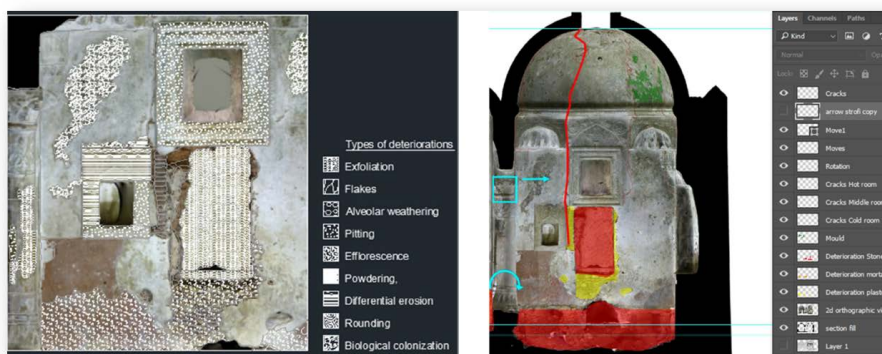 Types of deteriorations
Exfoliation
Flakes
Alveolar weathering
Pitting
Efflorescence
Powdering,
Differential erosion
Rounding
Biological colonization
Layers Channels Paths
Kind
Normal
Lock:
Cracks
arrow strofi copy
Move1
Moves
Rotation
Cracks Hot room
Cracks Middle roo
Cracks Cold room
Mould
Deterioration Stone
Deterioration morta
Deterioration plast
2d orthographic vi
section fill
Layer 1